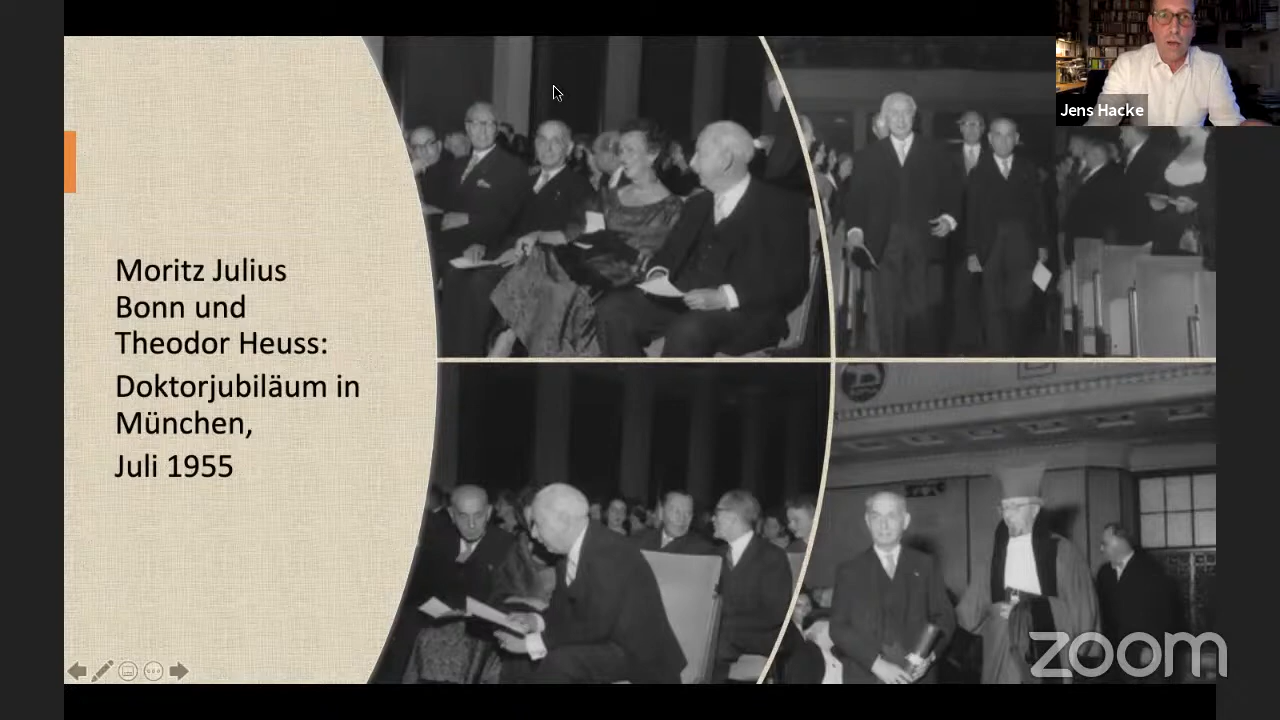 Jens Hacke
Moritz Julius
Bonn und
Theodor Heuss:
Doktorjubiläum in
München,
Juli 1955
zoom